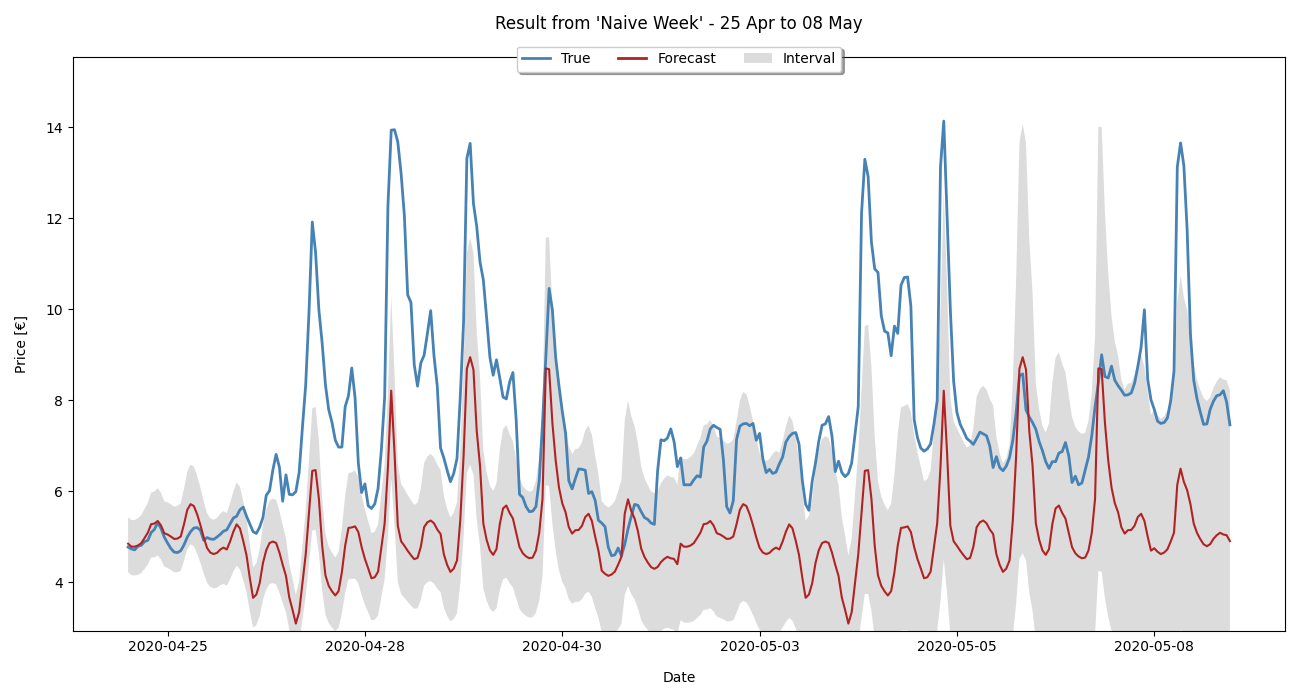 Result from 'Naive Week' - 25 Apr to 08 May
True Forecast Interval
14
12
10
8
6
4
Price [€]
2020-04-25 2020-04-28 2020-04-30 2020-05-03 2020-05-05 2020-05-08
Date